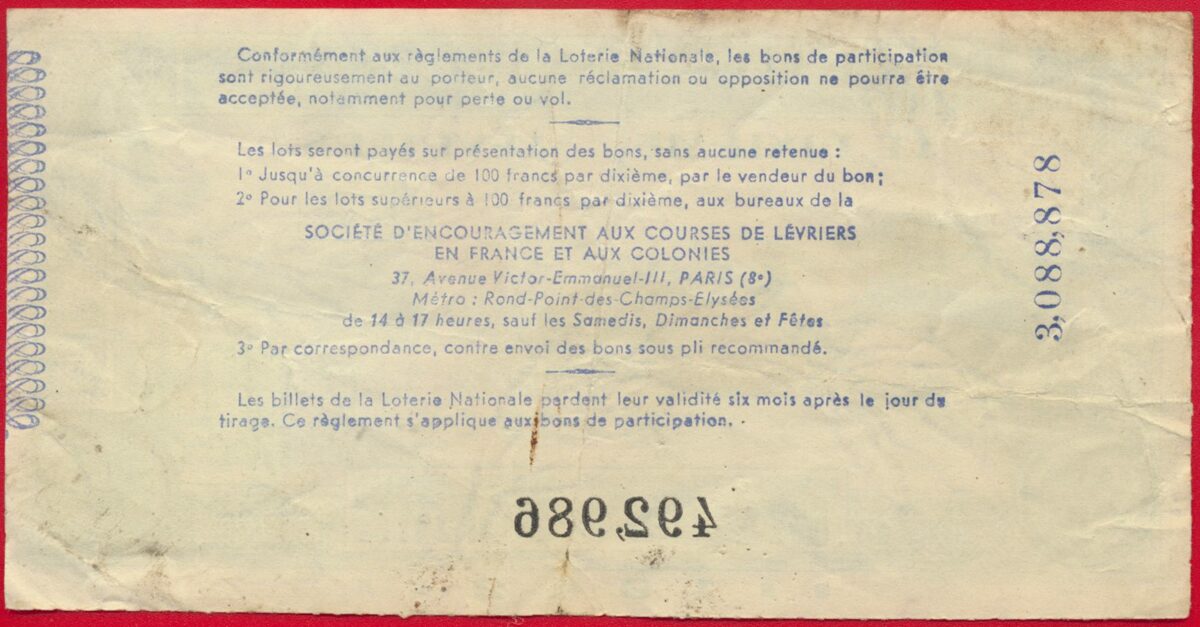 Conformément aux règlements de la Loterie Nationale, les bons de participation
sont rigoureusement au porteur, aucune réclamation ou opposition ne pourra être
acceptée, notamment pour perte ou vol.
Les lots seront payés sur présentation des bons, sans aucune retenue :
1° Jusqu'à concurrence de 100 francs par dixième, par le vendeur du bon ;
2° Pour les lots supérieurs à 100 francs par dixième, aux bureaux de la
SOCIÉTÉ D'ENCOURAGEMENT AUX COURSES DE LÉVRIERS
EN FRANCE ET AUX COLONIES
37, Avenue Victor-Emmanuel-III, PARIS (8e)
Métro : Rond-Point-des-Champs-Elysées
de 14 à 17 heures, sauf les Samedis, Dimanches et Fêtes
3° Par correspondance, contre envoi des bons sous pli recommandé.
Les billets de la Loterie Nationale perdent leur validité six mois après le jour du
tirage. Ce règlement s'applique aux bons de participation.
3,088,878
492,986